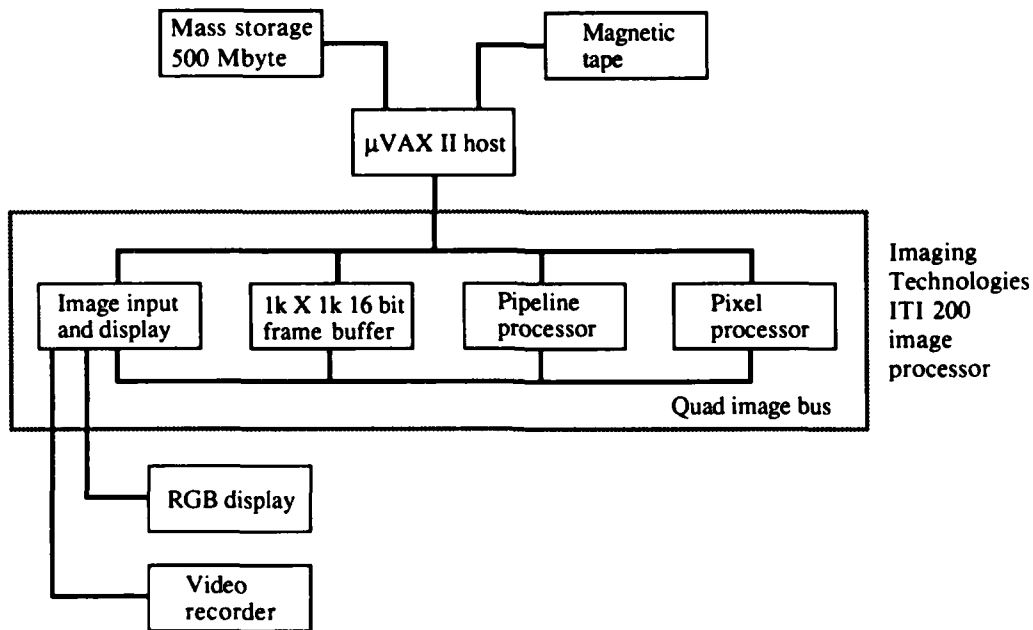 Mass storage
500 Mbyte
Magnetic
tape
μVAX II host
Image input
and display
1k X 1k 16 bit
frame buffer
Pipeline
processor
Pixel
processor
Imaging
Technologies
ITI 200
image
processor
Quad image bus
RGB display
Video
recorder